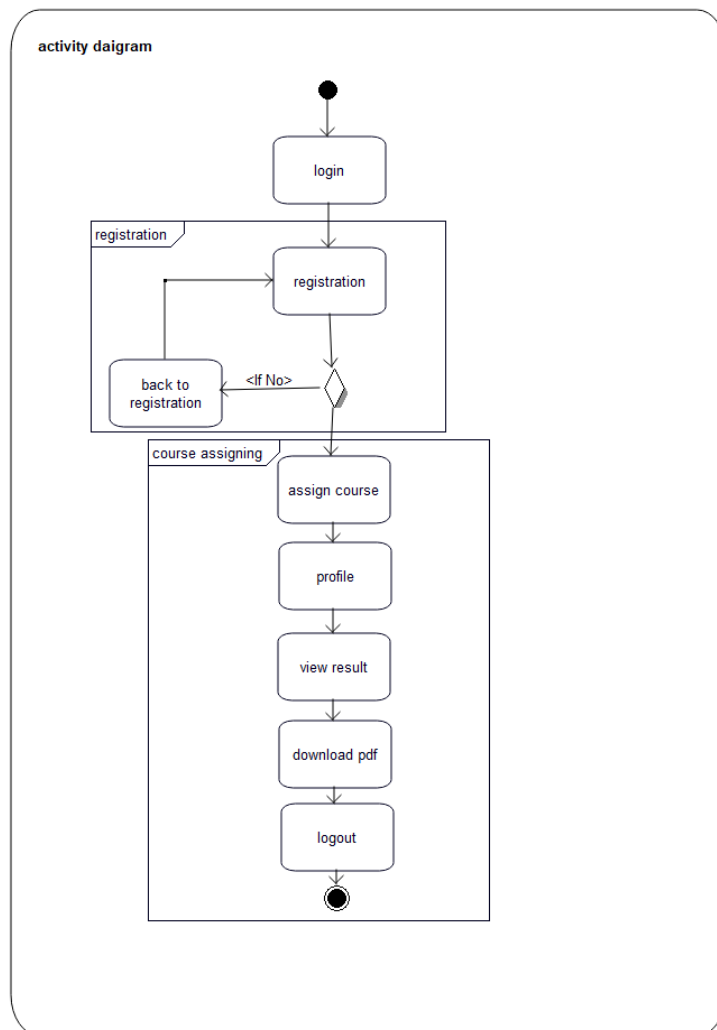 activity daigram
login
registration
registration
<If No>
back to
registration
course assigning
assign course
profile
view result
download pdf
logout